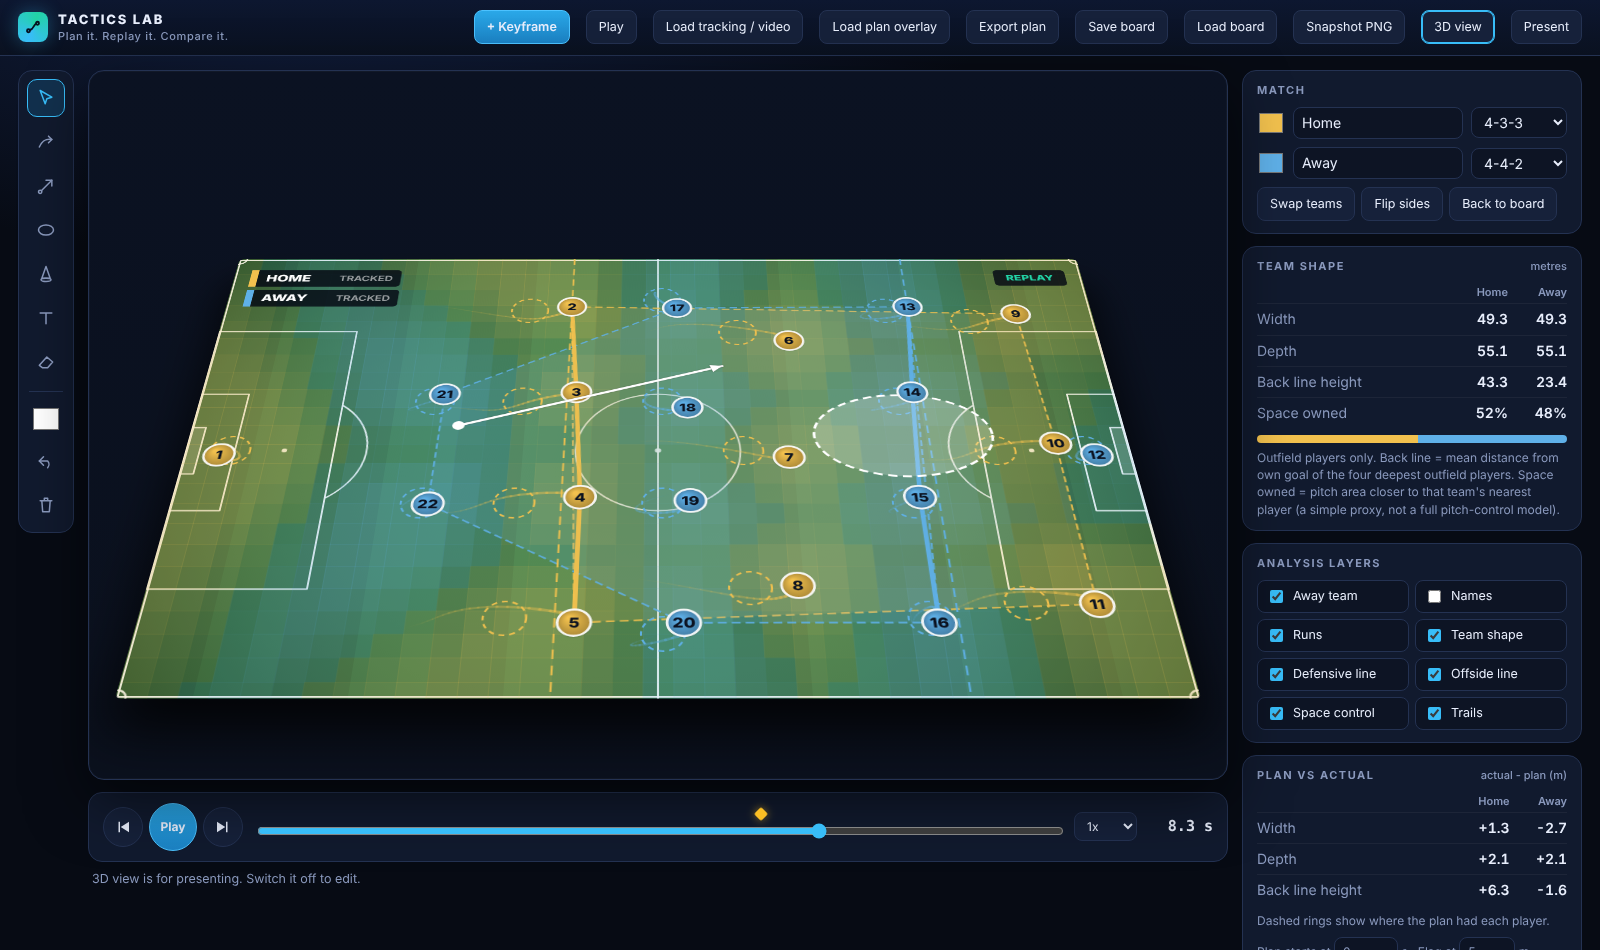 TACTICS LAB
Plan it. Replay it. Compare it.
+ Keyframe
Play
Load tracking / video
Load plan overlay
Export plan
Save board
Load board
Snapshot PNG
3D view
Present
HOME TRACKED
AWAY TRACKED
REPLAY
2
17
13
9
6
21
3
18
14
1
7
10
12
22
4
19
15
8
5
20
16
11
Play
1x
8.3 s
3D view is for presenting. Switch it off to edit.
MATCH
Home 4-3-3
Away 4-4-2
Swap teams
Flip sides
Back to board
TEAM SHAPE metres
Home Away
Width 49.3 49.3
Depth 55.1 55.1
Back line height 43.3 23.4
Space owned 52% 48%
Outfield players only. Back line = mean distance from
own goal of the four deepest outfield players. Space
owned = pitch area closer to that team's nearest
player (a simple proxy, not a full pitch-control model).
ANALYSIS LAYERS
Away team
Names
Runs
Team shape
Defensive line
Offside line
Space control
Trails
PLAN VS ACTUAL actual - plan (m)
Home Away
Width +1.3 -2.7
Depth +2.1 +2.1
Back line height +6.3 -1.6
Dashed rings show where the plan had each player.